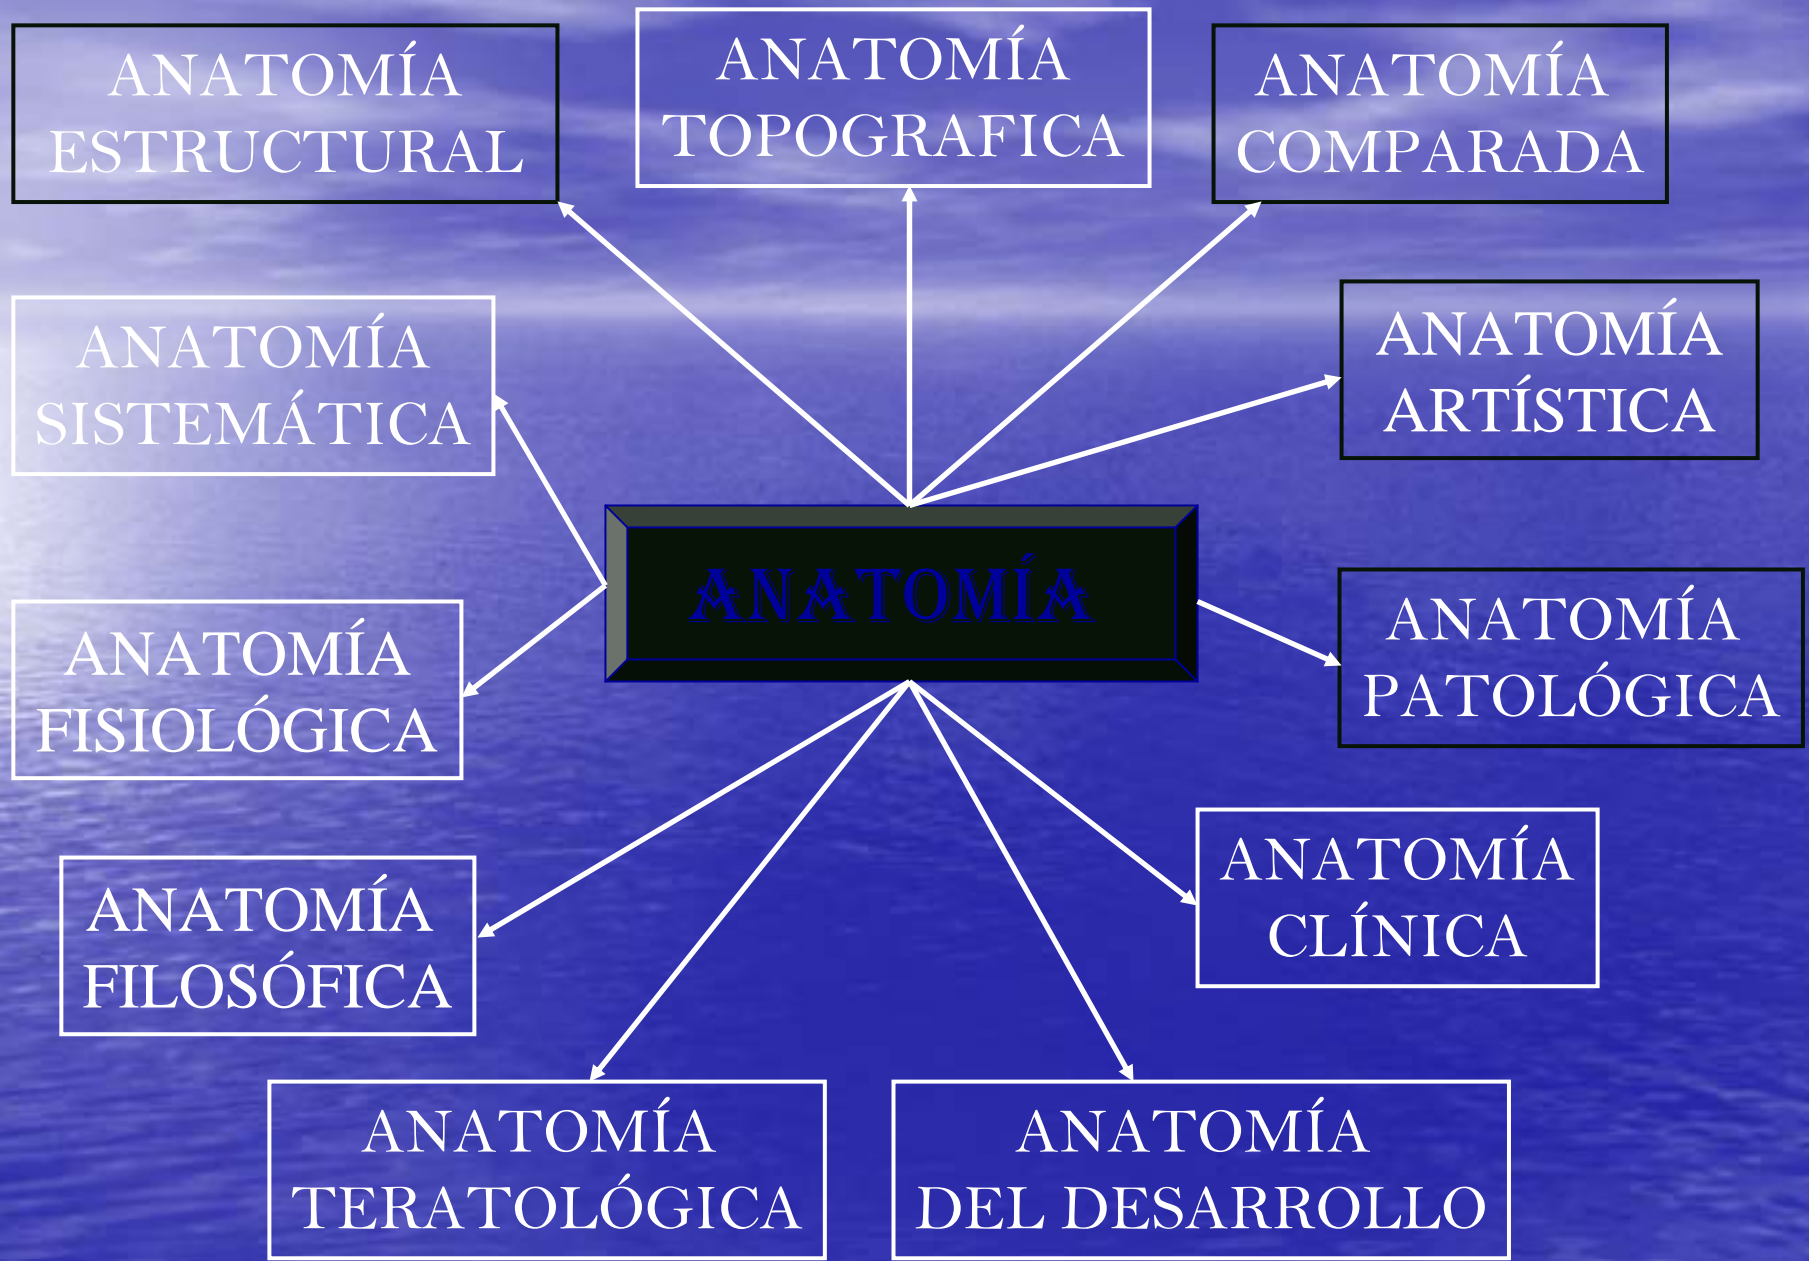 ANATOMÍA
ESTRUCTURAL
ANATOMÍA
TOPOGRAFICA
ANATOMÍA
COMPARADA
ANATOMÍA
SISTEMÁTICA
ANATOMÍA
ARTÍSTICA
ANATOMÍA
ANATOMÍA
FISIOLÓGICA
ANATOMÍA
PATOLÓGICA
ANATOMÍA
FILOSÓFICA
ANATOMÍA
CLÍNICA
ANATOMÍA
TERATOLÓGICA
ANATOMÍA
DEL DESARROLLO